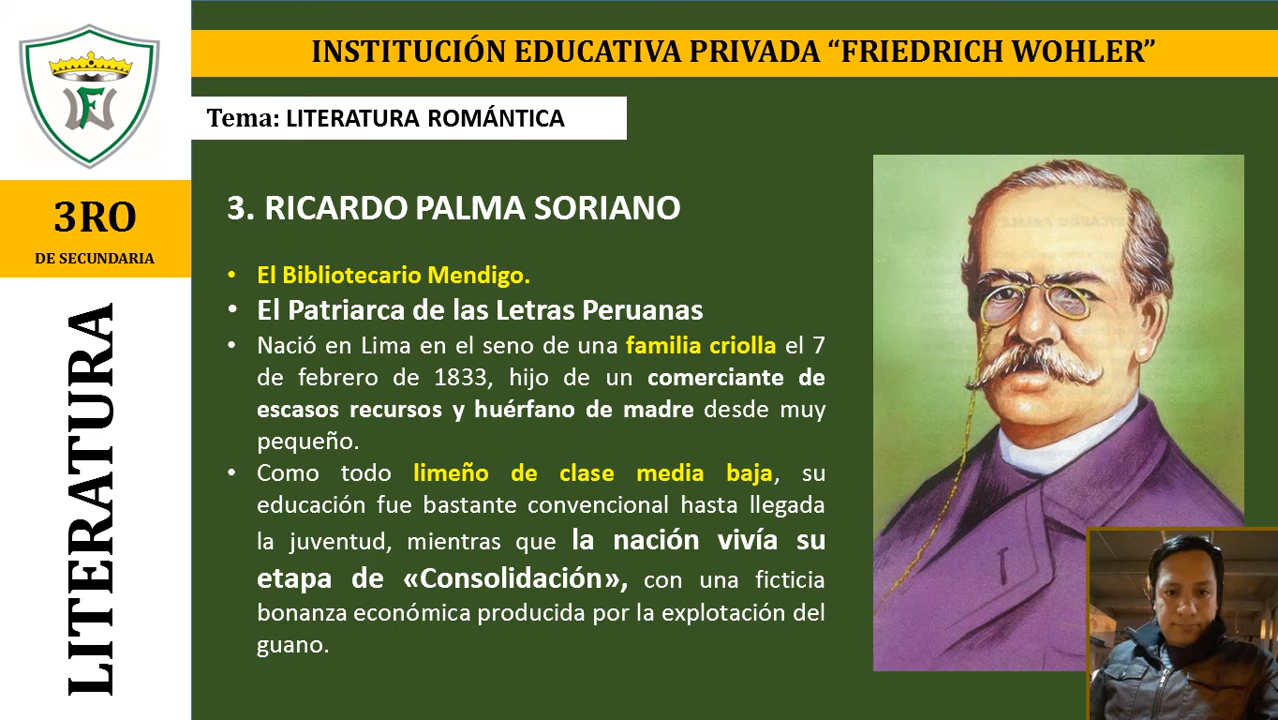 INSTITUCIÓN EDUCATIVA PRIVADA “FRIEDRICH WOHLER”
Tema: LITERATURA ROMÁNTICA
F
3RO
DE SECUNDARIA
LITERATURA
3. RICARDO PALMA SORIANO
• El Bibliotecario Mendigo.
• El Patriarca de las Letras Peruanas
• Nació en Lima en el seno de una familia criolla el 7
de febrero de 1833, hijo de un comerciante de
escasos recursos y huérfano de madre desde muy
pequeño.
• Como todo limeño de clase media baja, su
educación fue bastante convencional hasta llegada
la juventud, mientras que la nación vivía su
etapa de «Consolidación», con una ficticia
bonanza económica producida por la explotación del
guano.